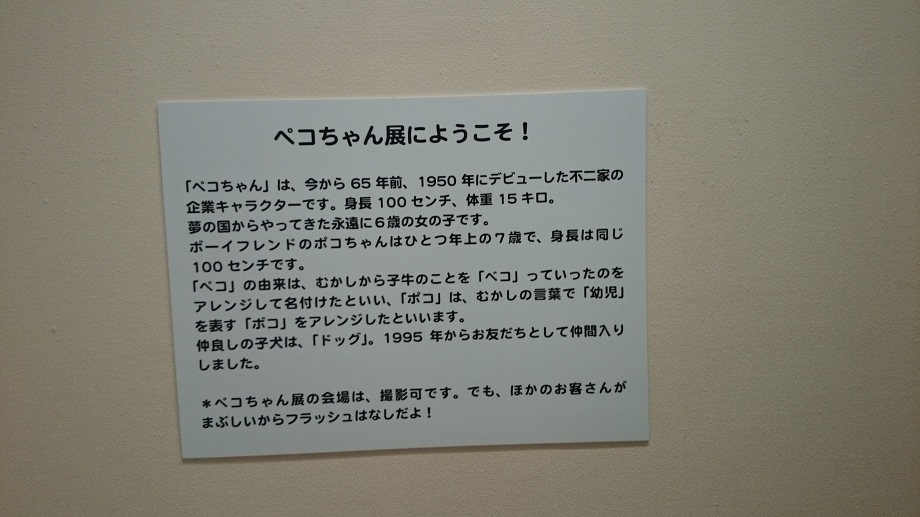 ペコちゃん展にようこそ！
「ペコちゃん」は、今から 65 年前、1950 年にデビューした不二家の
企業キャラクターです。身長 100 センチ、体重 15 キロ。
夢の国からやってきた永遠に６歳の女の子です。
ボーイフレンドのポコちゃんはひとつ年上の７歳で、身長は同じ
100 センチです。
「ペコ」の由来は、むかしから子牛のことを「ベコ」っていったのを
アレンジして名付けたといい、「ポコ」は、むかしの言葉で「幼児」
を表す「ボコ」をアレンジしたといいます。
仲良しの子犬は、「ドッグ」。1995 年からお友だちとして仲間入り
しました。
＊ペコちゃん展の会場は、撮影可です。でも、ほかのお客さんが
まぶしいからフラッシュはなしだよ！